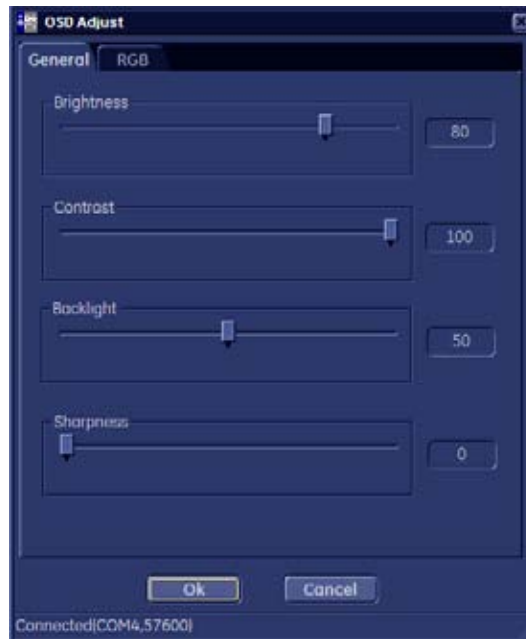 OSD Adjust
General RGB
Brightness
80
Contrast
100
Backlight
50
Sharpness
0
Ok Cancel
Connected(COM4,57600)